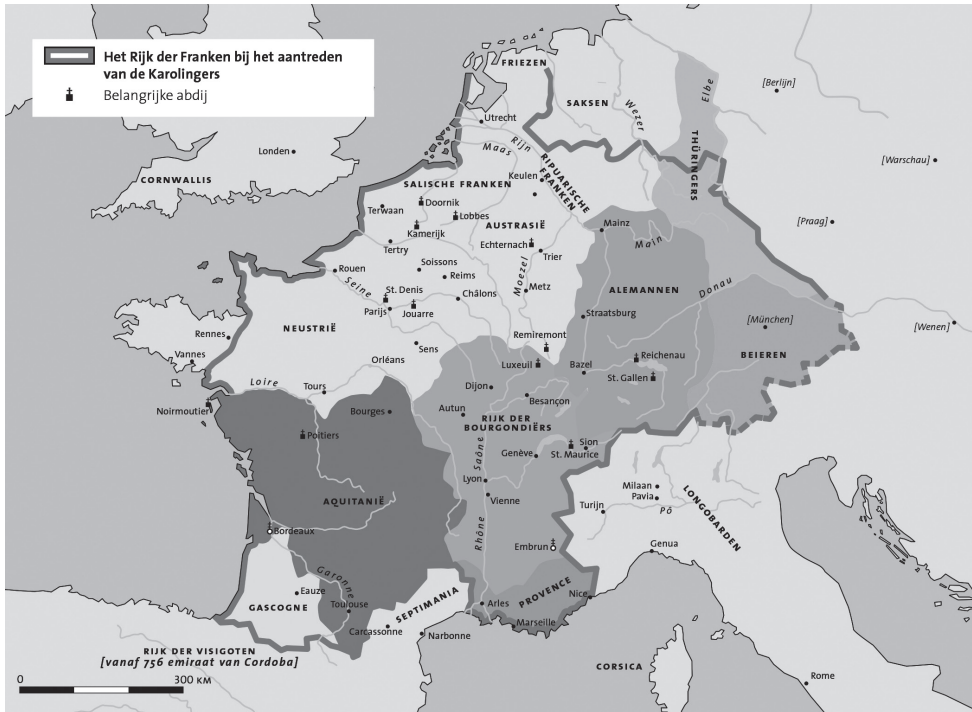 Het Rijk der Franken bij het aantreden
van de Karolingers
Belangrijke abdij
FRIEZEN
SAKSEN
Wezer
Elbe
[Berlijn]
THÜRINGERS
[Warschau]
[Praag]
Utrecht
Rijn
Maas
Londen
CORNWALLIS
Keulen
RIPUARISCHE
FRANKEN
SALISCHE FRANKEN
Doornik
Terwaan
Lobbes
Kamerijk
AUSTRASIË
Mainz
Main
Echternach
Trier
Tertry
Soissons
Rouen
Reims
Moezel
Metz
Seine
St. Denis
Châlons
ALEMANNEN
Donau
Parijs
Jouarre
Straatsburg
[München]
[Wenen]
NEUSTRIË
Rennes
Sens
Remiremont
BEIEREN
Vannes
Orléans
Luxeuil
Bazel
Reichenau
St. Gallen
Loire
Tours
Dijon
Besançon
Noirmoutier
Bourges
Autun
RIJK DER
BOURGONDIËRS
Poitiers
Saône
Genève
Sion
St. Maurice
Lyon
Milaan
Pavia
LONGOBARDEN
AQUITANIË
Vienne
Turijn
Pô
Bordeaux
Rhône
Embrun
Genua
Garonne
Eauze
GASCOGNE
Toulouse
SEPTIMANIA
Arles
PROVENCE
Nice
Marseille
Carcassonne
Narbonne
RIJK DER VISIGOTEN
[vanaf 756 emiraat van Cordoba]
CORSICA
Rome
0 300 KM